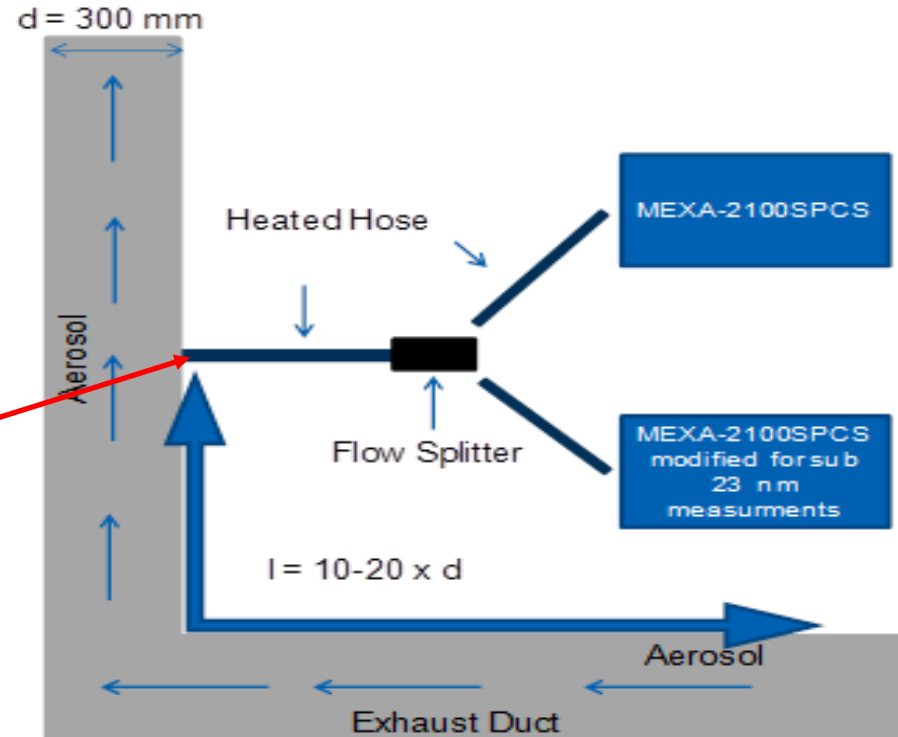 d = 300 mm
Heated Hose
MEXA-2100SPCS
Aerosol
Flow Splitter
MEXA-2100SPCS
modified for sub
23 nm
measurments
l = 10-20 x d
Aerosol
Exhaust Duct